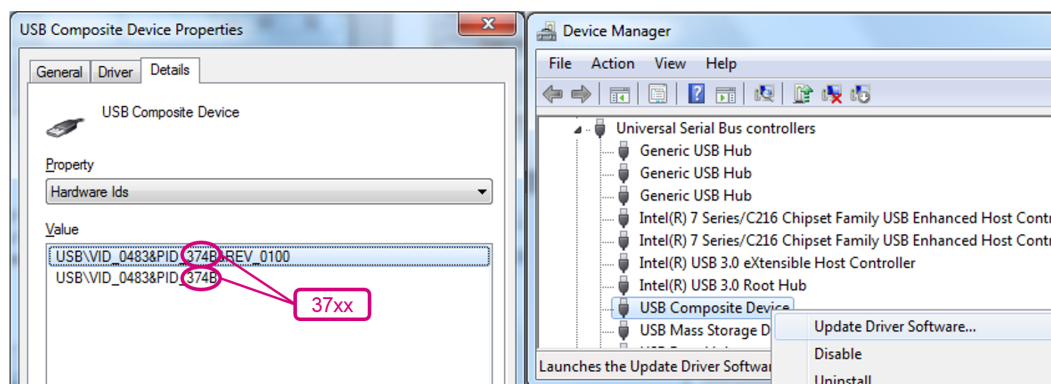 USB Composite Device Properties
General
Driver
Details
USB Composite Device
Property
Hardware Ids
Value
USB\VID_0483&PID_374B&REV_0100
USB\VID_0483&PID_374B
37xx
Device Manager
File Action View Help
Universal Serial Bus controllers
Generic USB Hub
Generic USB Hub
Generic USB Hub
Intel(R) 7 Series/C216 Chipset Family USB Enhanced Host Contr
Intel(R) 7 Series/C216 Chipset Family USB Enhanced Host Contr
Intel(R) USB 3.0 eXtensible Host Controller
Intel(R) USB 3.0 Root Hub
USB Composite Device
USB Mass Storage D
Update Driver Software...
Disable
Uninstall
Launches the Update Driver Softwa